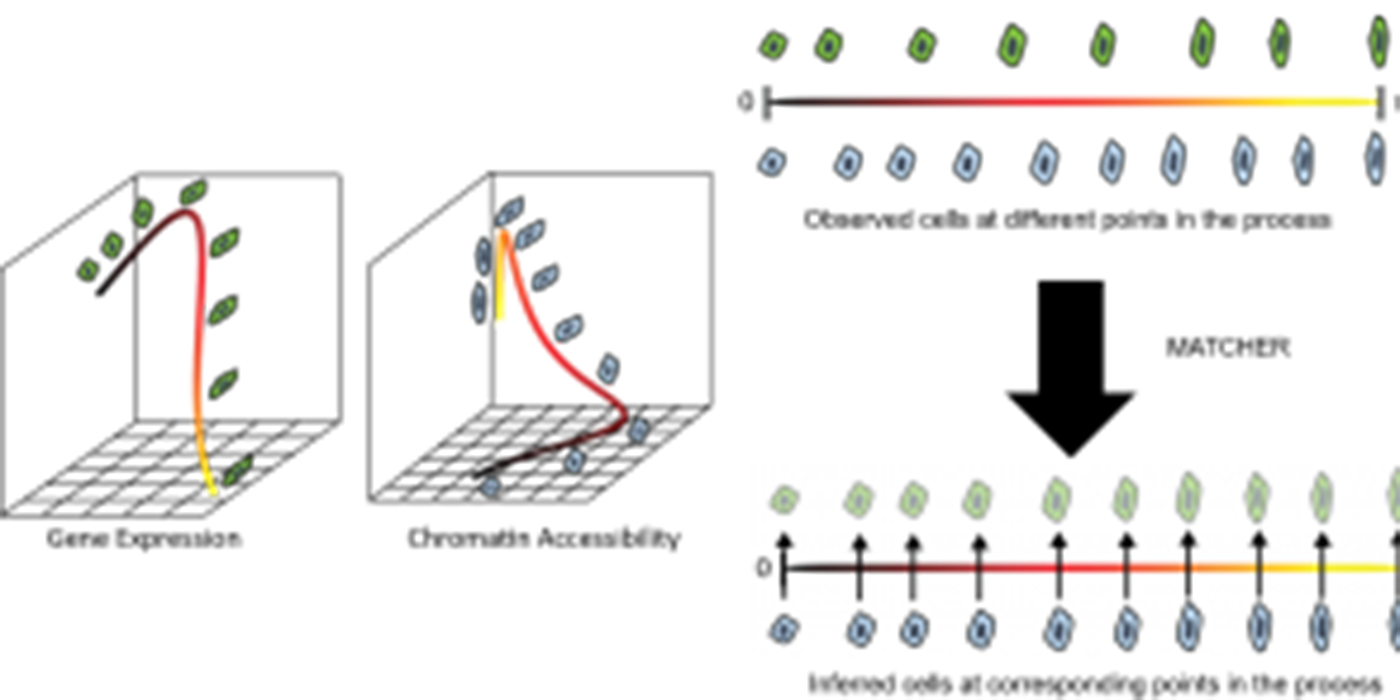 Gene Expression
Chromatin Accessibility
0
Observed cells at different points in the process
MATCHER
0
Inferred cells at corresponding points in the process